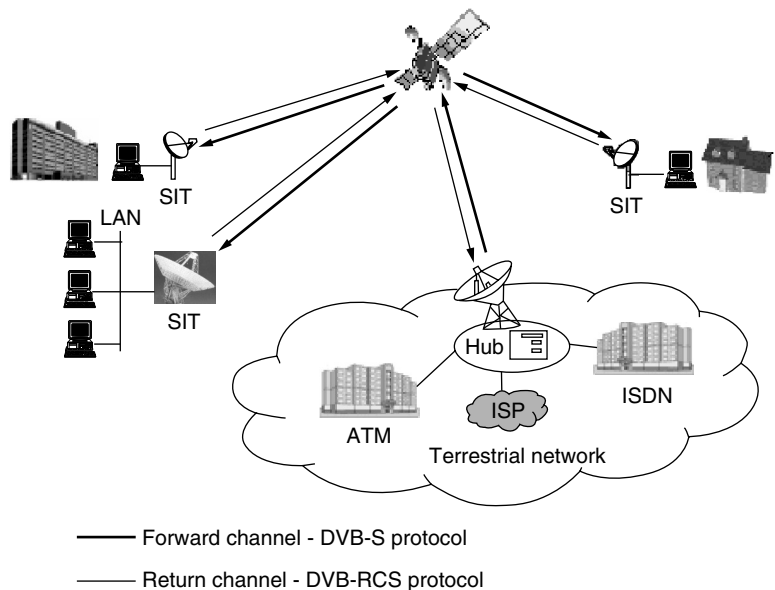 SIT
SIT
LAN
SIT
Hub
ISDN
ISP
ATM
Terrestrial network
Forward channel - DVB-S protocol
Return channel - DVB-RCS protocol